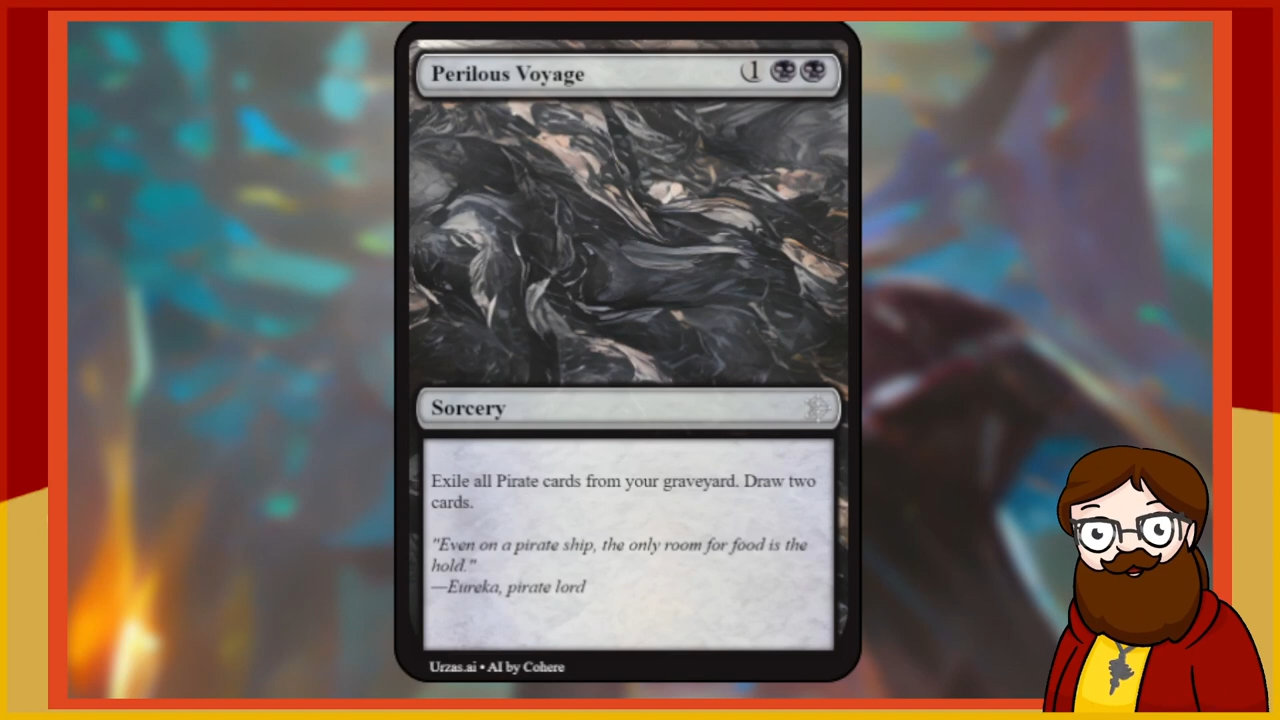 Perilous Voyage 1
Sorcery
Exile all Pirate cards from your graveyard. Draw two
cards.
"Even on a pirate ship, the only room for food is the
hold."
—Eureka, pirate lord
Urzas.ai • AI by Cohere